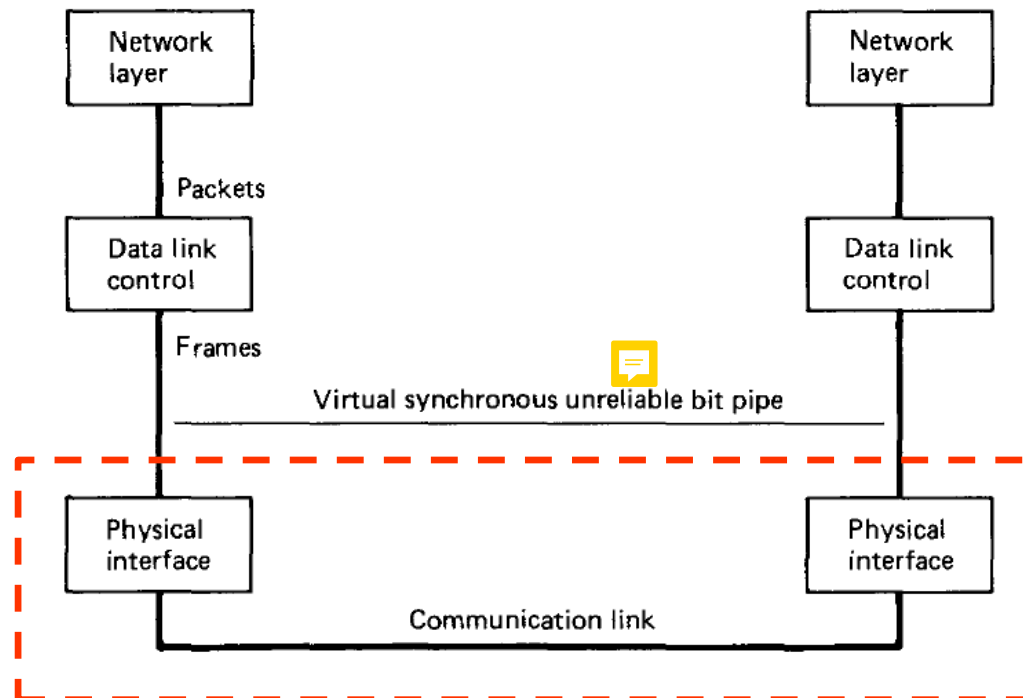 Network
layer
Network
layer
Packets
Data link
control
Data link
control
Frames
Virtual synchronous unreliable bit pipe
Physical
interface
Physical
interface
Communication link